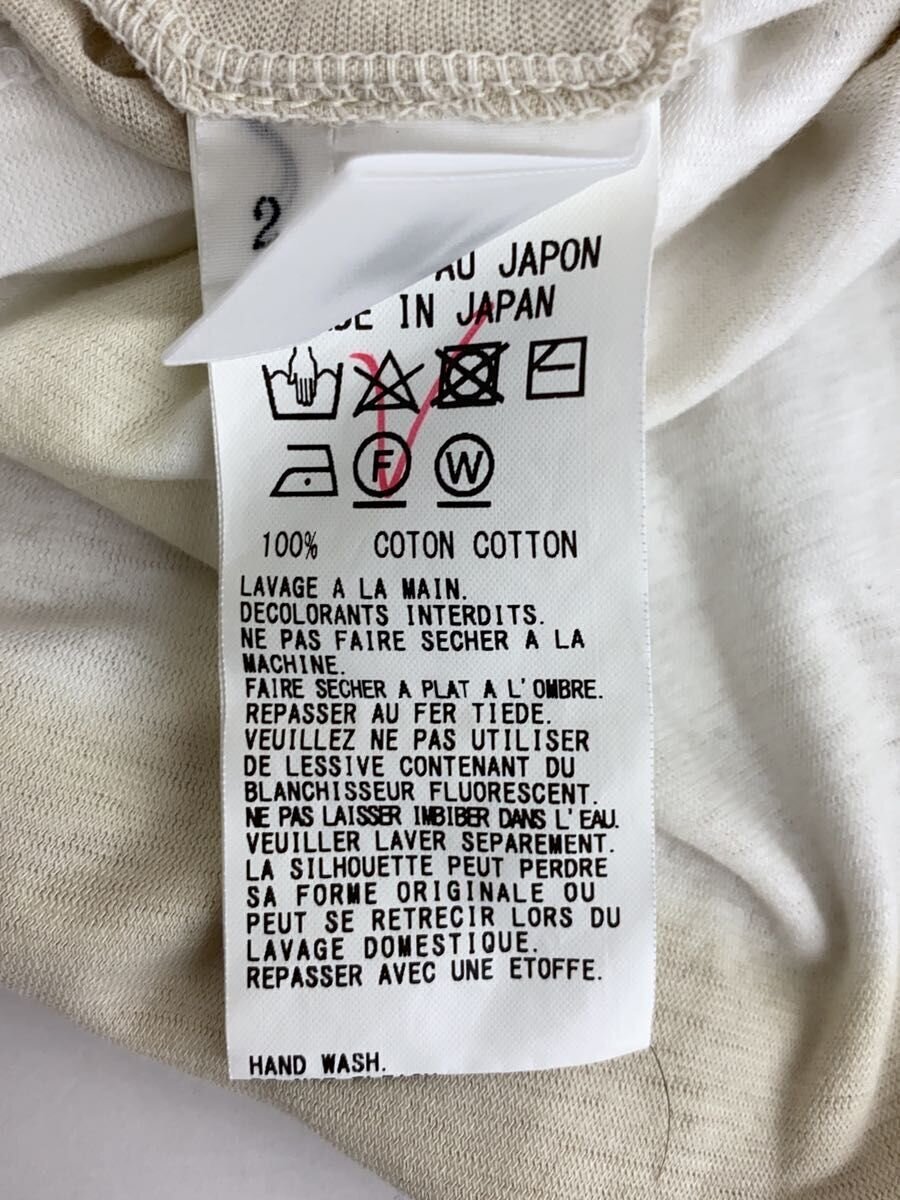 2
AU JAPON
IN JAPAN
F W
100% COTON COTTON
LAVAGE A LA MAIN.
DECOLORANTS INTERDITS.
NE PAS FAIRE SECHER A LA
MACHINE.
FAIRE SECHER A PLAT A L'OMBRE.
REPASSER AU FER TIEDE.
VEUILLEZ NE PAS UTILISER
DE LESSIVE CONTENANT DU
BLANCHISSEUR FLUORESCENT.
NE PAS LAISSER IMBIBER DANS L'EAU.
VEUILLER LAVER SEPAREMENT.
LA SILHOUETTE PEUT PERDRE
SA FORME ORIGINALE OU
PEUT SE RETRECIR LORS DU
LAVAGE DOMESTIQUE.
REPASSER AVEC UNE ETOFFE.
HAND WASH.